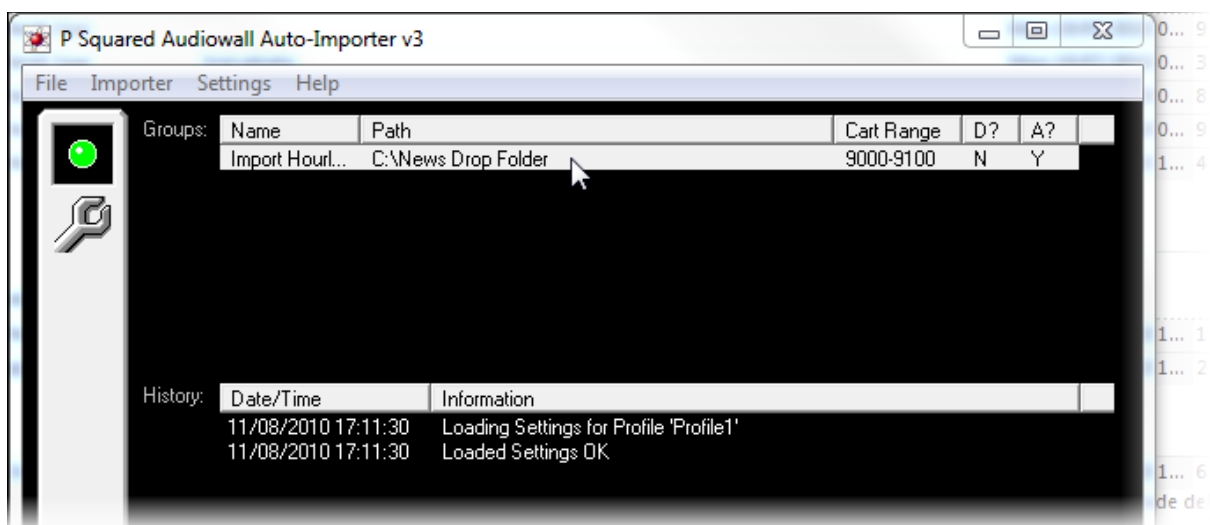 P Squared Audiowall Auto-Importer v3
File Importer Settings Help
Groups: Name Path Cart Range D? A?
Import Hourl... C:\News Drop Folder 9000-9100 N Y
History: Date/Time Information
11/08/2010 17:11:30 Loading Settings for Profile 'Profile1'
11/08/2010 17:11:30 Loaded Settings OK